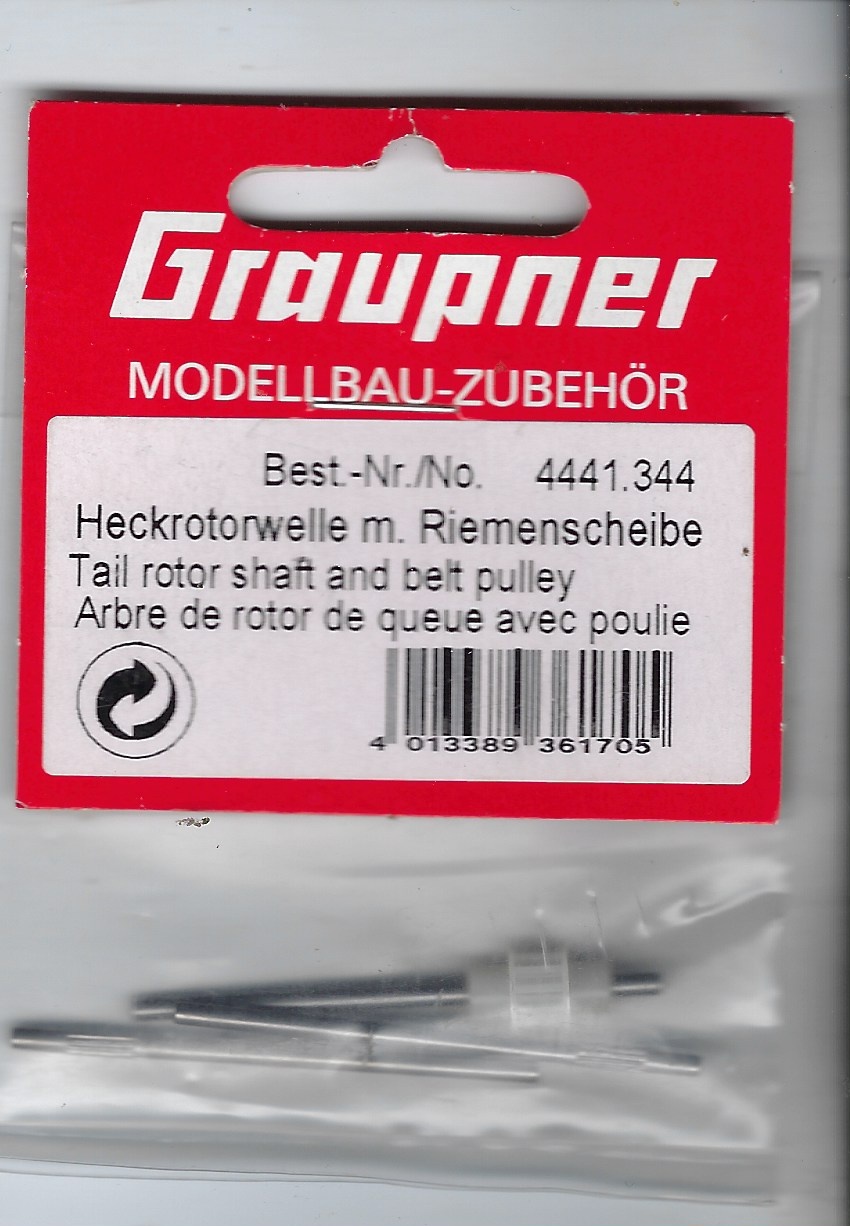 Graupner
MODELLBAU-ZUBEHÖR
Best.-Nr./No. 4441.344
Heckrotorwelle m. Riemenscheibe
Tail rotor shaft and belt pulley
Arbre de rotor de queue avec poulie
4 013389 361705